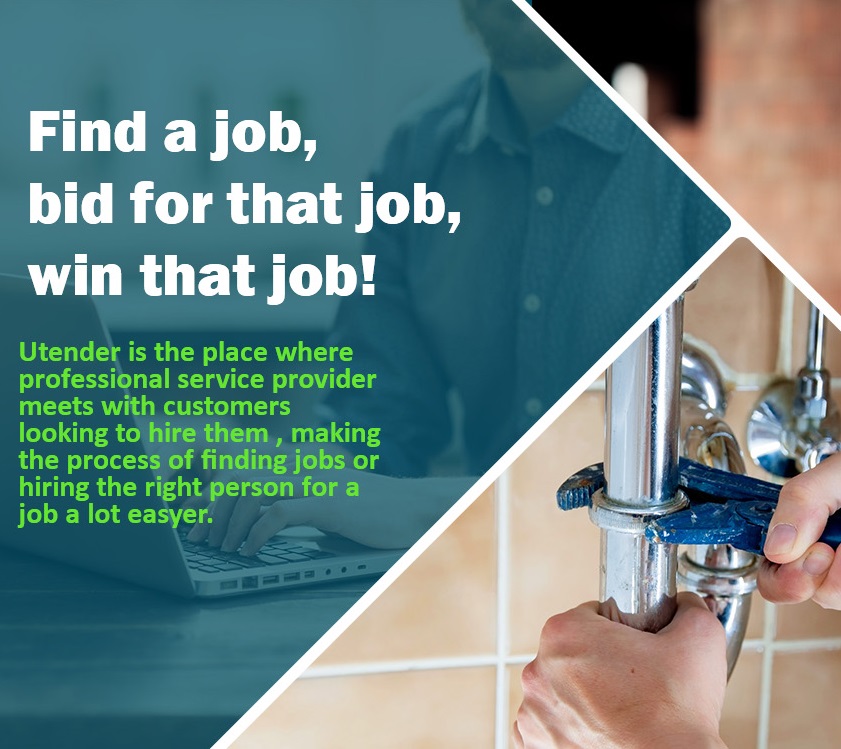 Find a job,
bid for that job,
win that job!
Utender is the place where
professional service provider
meets with customers
looking to hire them , making
the process of finding jobs or
hiring the right person for a
job a lot easyer.